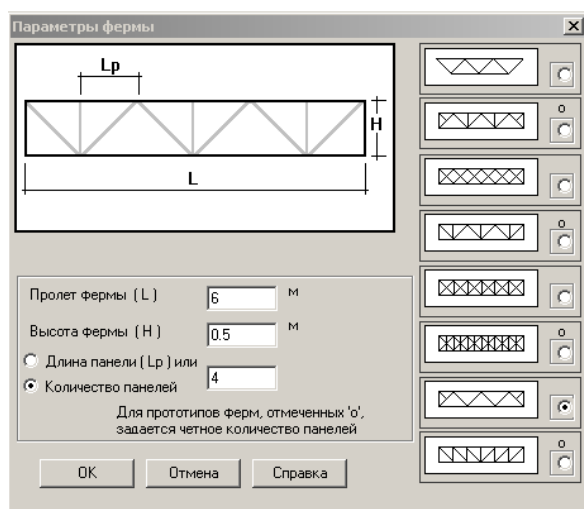 Параметры фермы
Lp
H
L
Пролет фермы ( L ) 6 м
Высота фермы ( H ) 0.5 м
Длина панели ( Lp ) или
Количество панелей 4
Для прототипов ферм, отмеченных 'o',
задается четное количество панелей
OK Отмена Справка
o
o
o
o